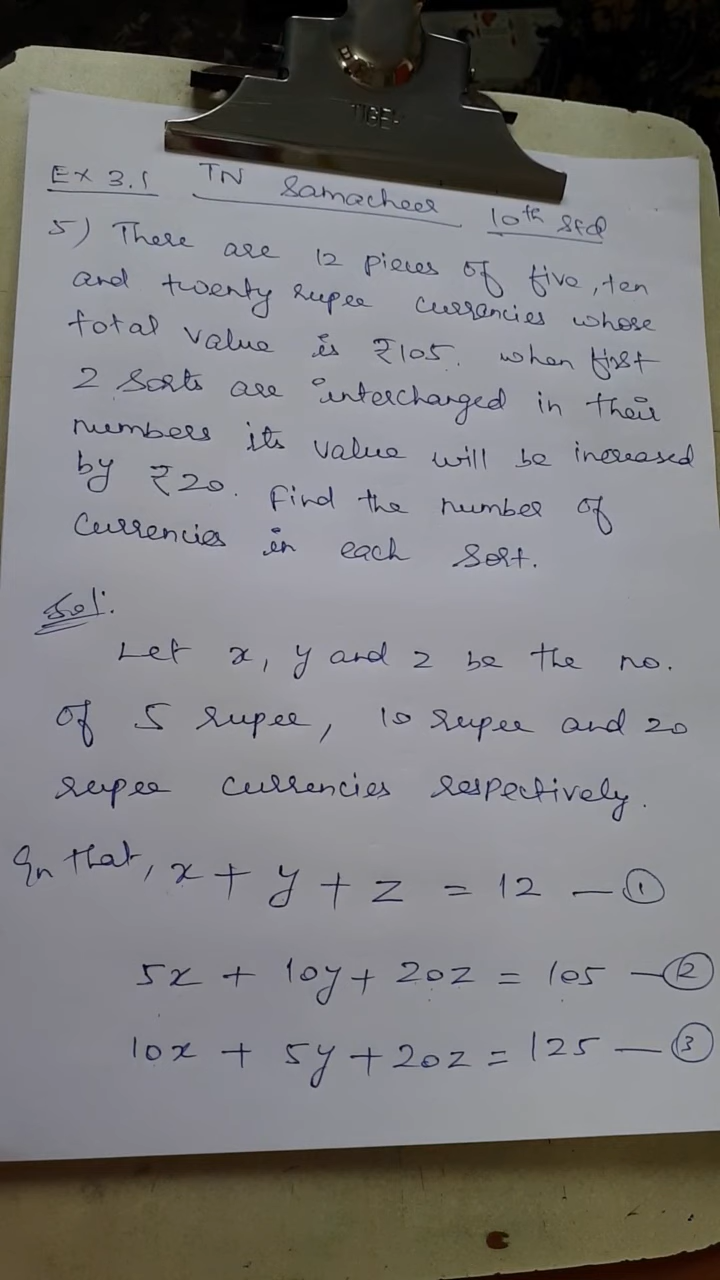 TIGER
Ex 3.1 TN Samacheer 10th std
5) There are 12 pieces of five, ten
and twenty rupee currencies whose
total value is ₹105. when first
2 sorts are interchanged in their
numbers its value will be increased
by ₹20. find the number of
currencies in each sort.
Sol:
Let x, y and z be the no.
of 5 rupee, 10 rupee and 20
rupee currencies respectively.
Gn that, x + y + z = 12 — ①
5x + 10y + 20z = 105 — ②
10x + 5y + 20z = 125 — ③